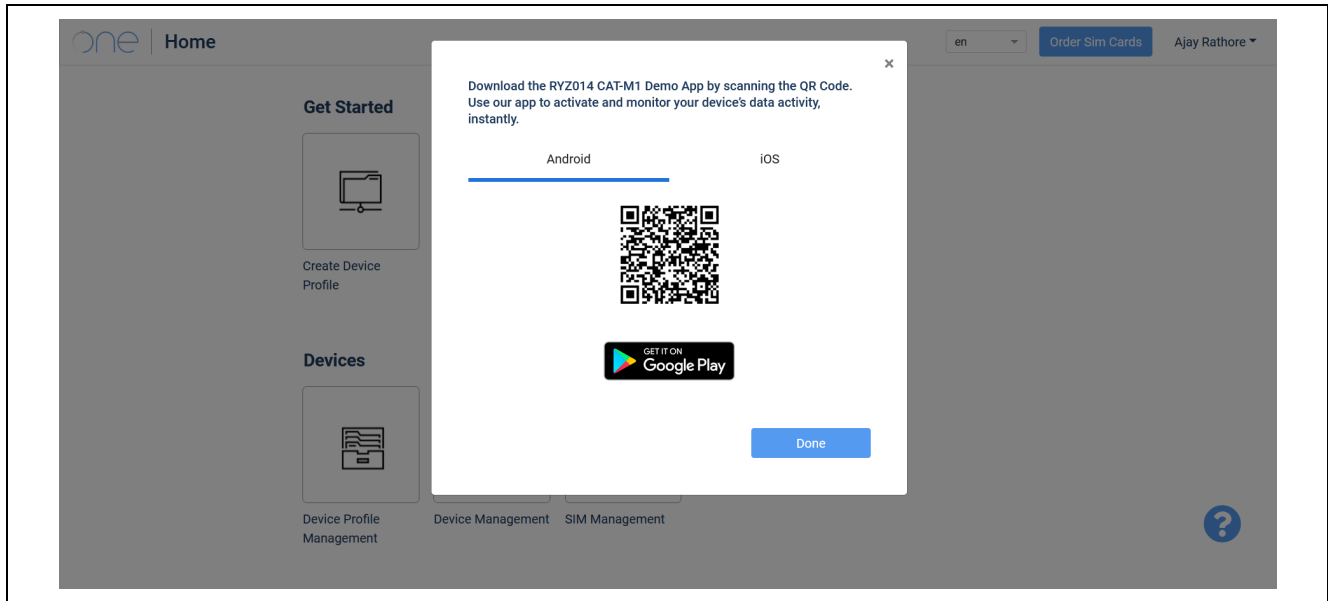 one
Home
en
Order Sim Cards
Ajay Rathore
Get Started
Create Device
Profile
×
Download the RYZ014 CAT-M1 Demo App by scanning the QR Code.
Use our app to activate and monitor your device's data activity,
instantly.
Android
iOS
GET IT ON
Google Play
Done
Devices
Device Profile
Management
Device Management
SIM Management
?